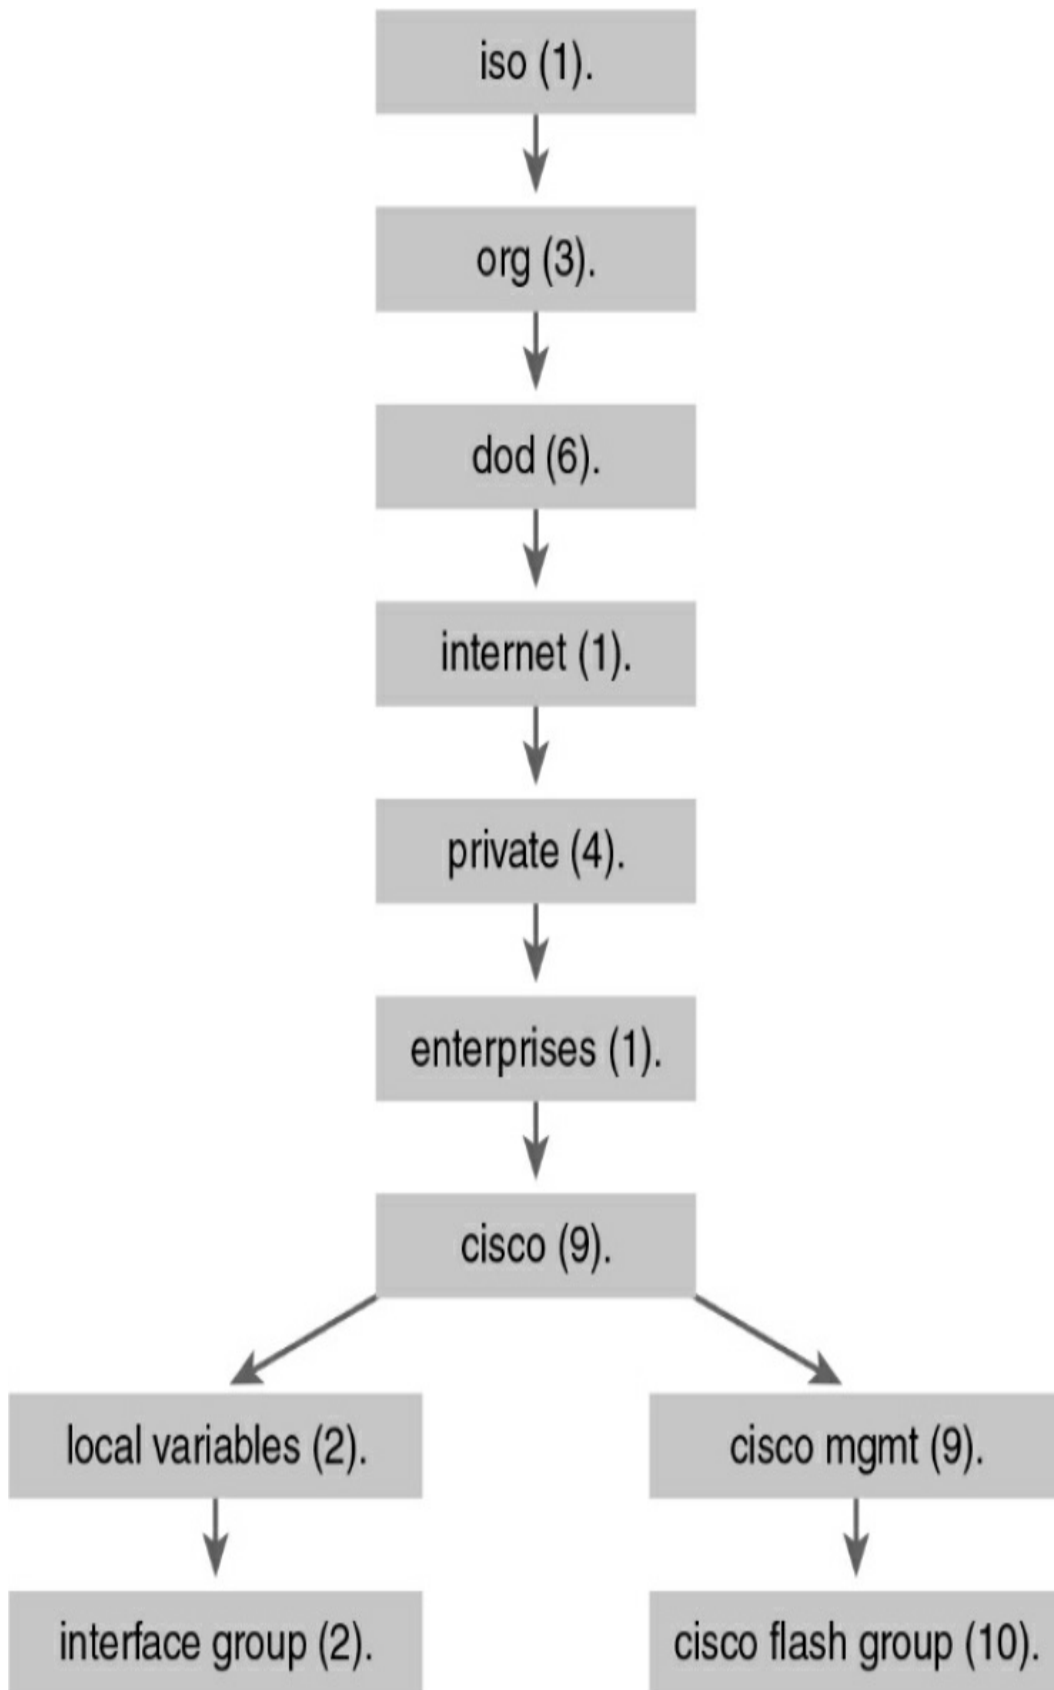 iso (1).
org (3).
dod (6).
internet (1).
private (4).
enterprises (1).
cisco (9).
local variables (2).
cisco mgmt (9).
interface group (2).
cisco flash group (10).